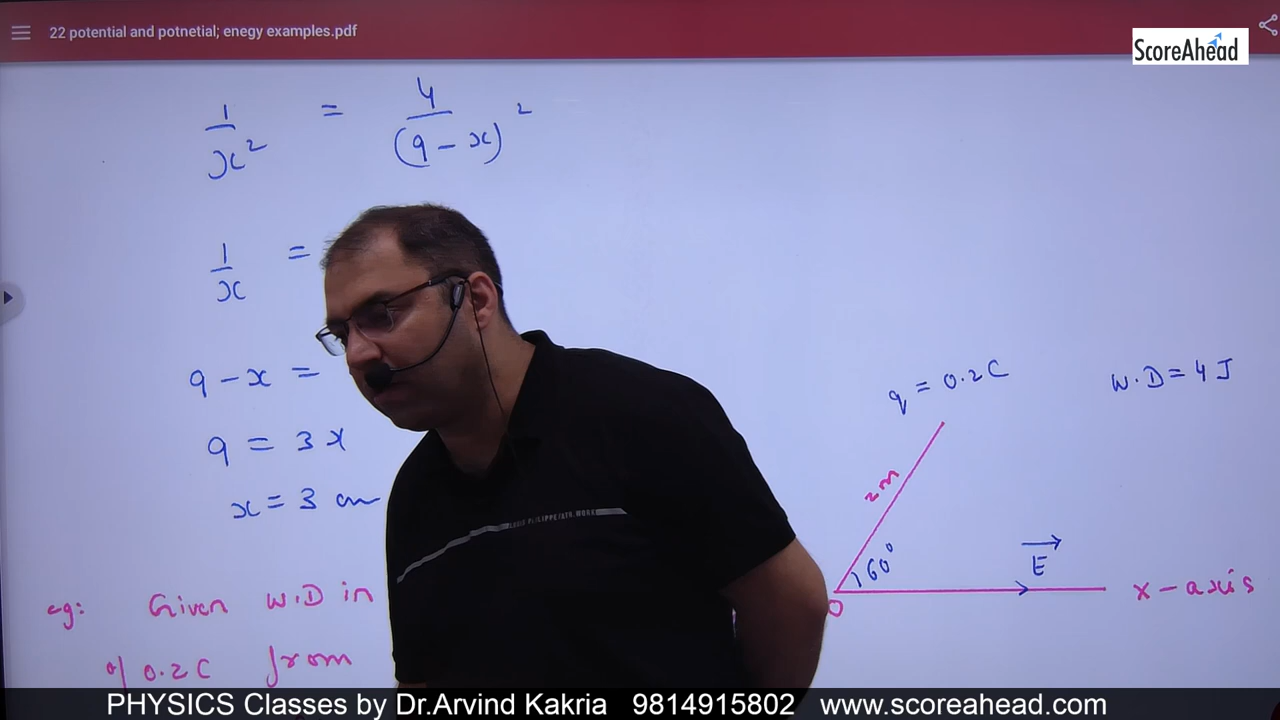 22 potential and potnetial; enegy examples.pdf
ScoreAhead
1/x² = 4/(9-x)²
1/x =
9-x =
9 = 3x
x = 3 cm
q = 0.2C
W.D = 4 J
2m
60°
E
O
x-axis
eg: Given W.D in
of 0.2C from
PHYSICS Classes by Dr.Arvind Kakria 9814915802 www.scoreahead.com